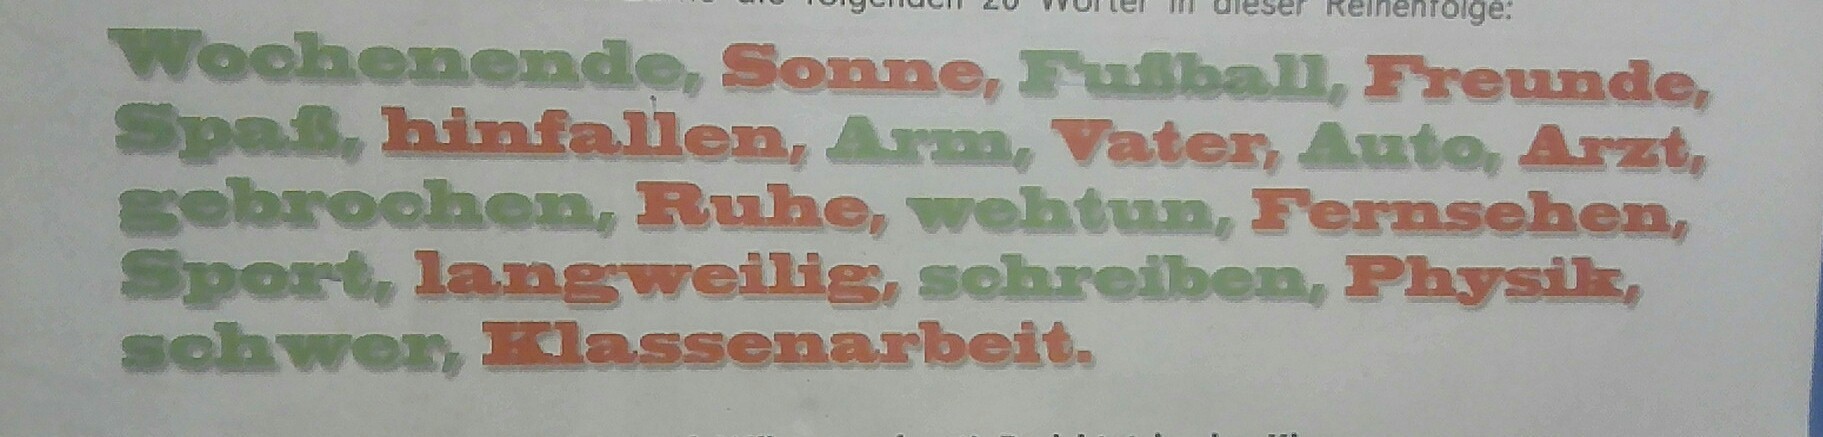 die folgenden 20 Wörter in dieser Reihenfolge:
Wochenende, Sonne, Fußball, Freunde,
Spaß, hinfallen, Arm, Vater, Auto, Arzt,
gebrochen, Ruhe, wehtun, Fernsehen,
Sport, langweilig, schreiben, Physik,
schwer, Klassenarbeit.